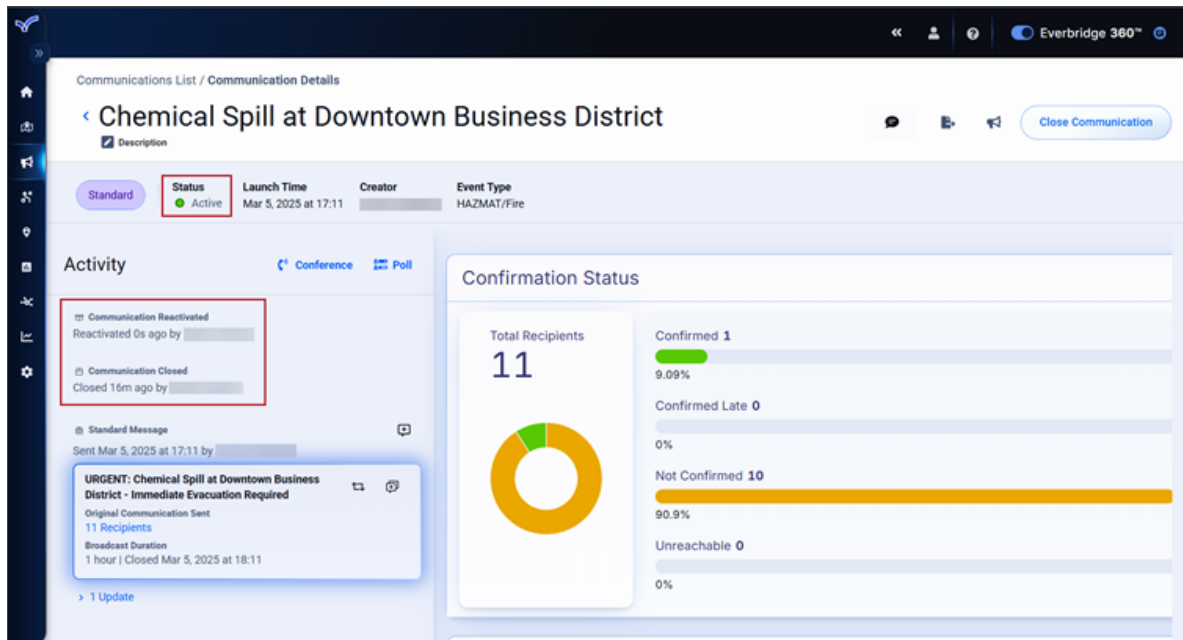 Everbridge 360™
Communications List / Communication Details
Chemical Spill at Downtown Business District
Description
Close Communication
Standard
Status
Active
Launch Time
Mar 5, 2025 at 17:11
Creator
Event Type
HAZMAT/Fire
Activity
Conference
Poll
Communication Reactivated
Reactivated 0s ago by
Communication Closed
Closed 16m ago by
Standard Message
Sent Mar 5, 2025 at 17:11 by
URGENT: Chemical Spill at Downtown Business
District - Immediate Evacuation Required
Original Communication Sent
11 Recipients
Broadcast Duration
1 hour | Closed Mar 5, 2025 at 18:11
1 Update
Confirmation Status
Total Recipients
11
Confirmed 1
9.09%
Confirmed Late 0
0%
Not Confirmed 10
90.9%
Unreachable 0
0%